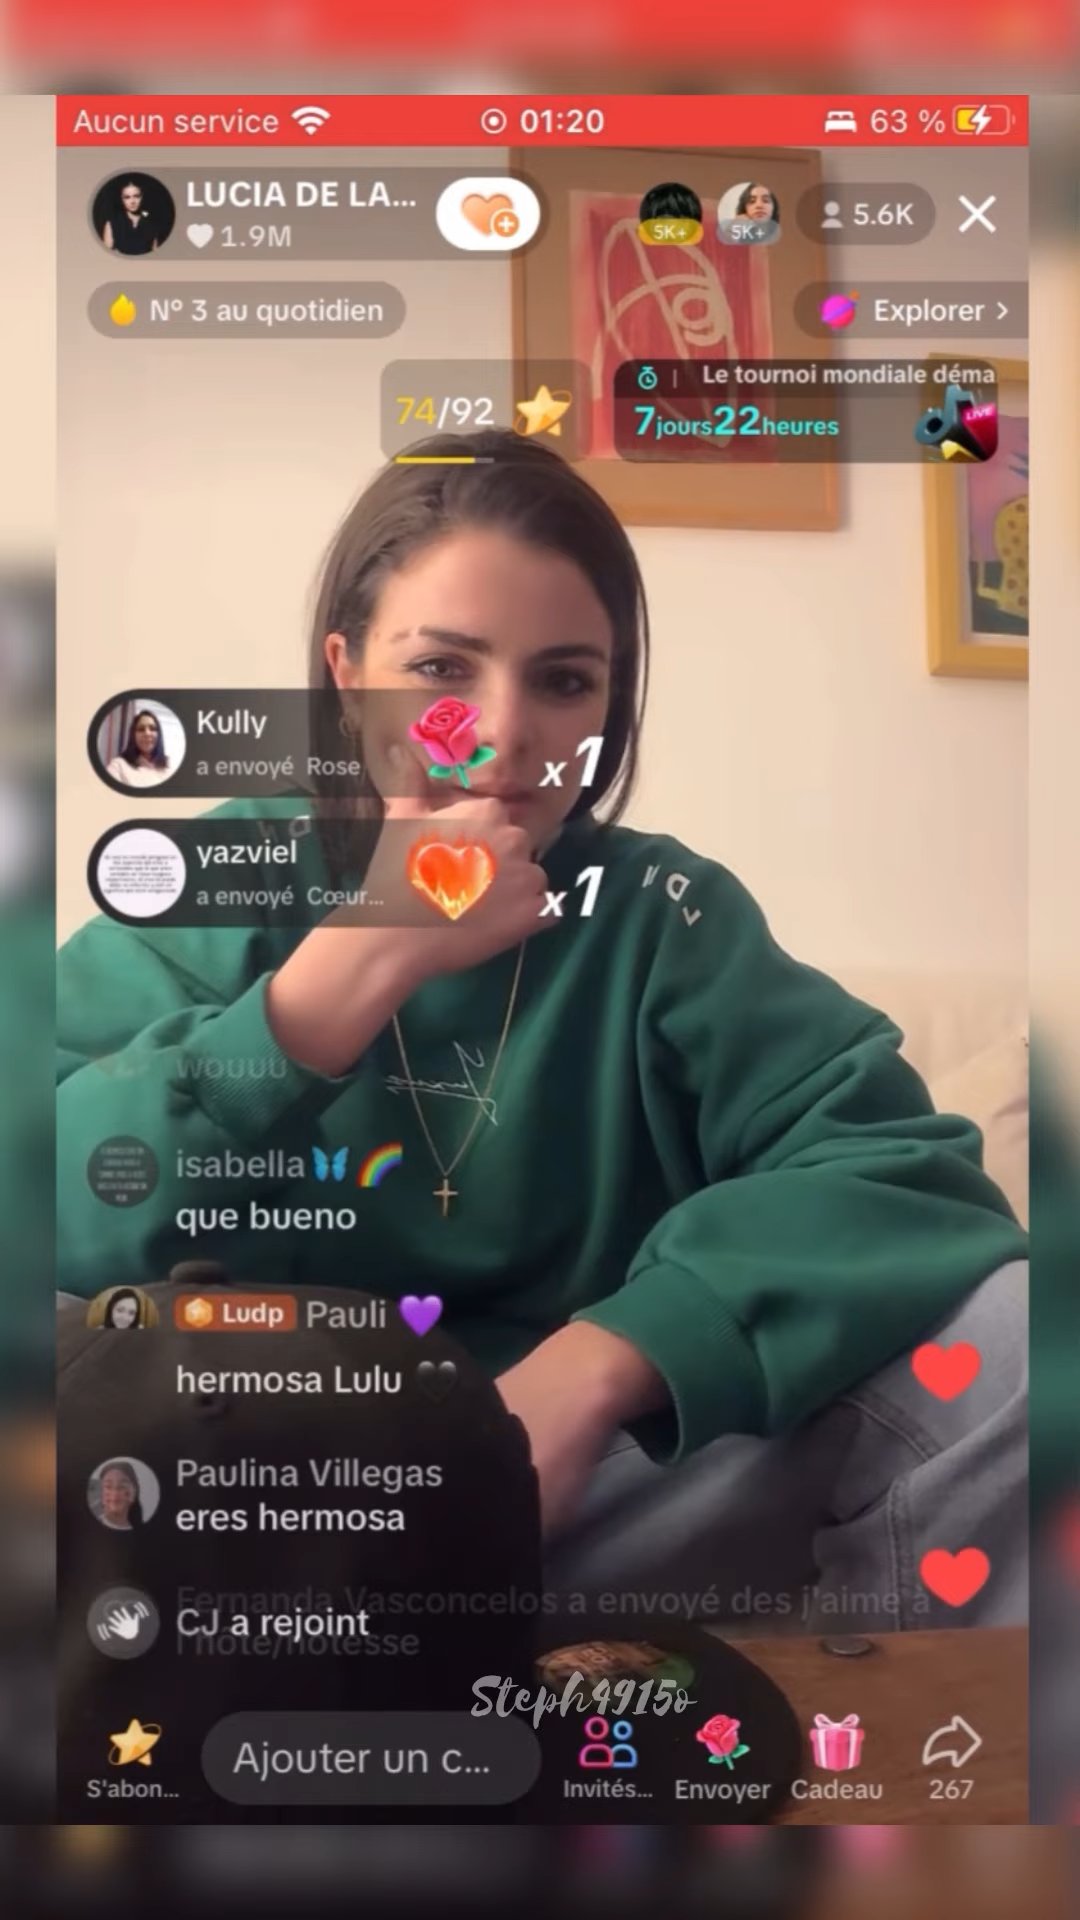 Aucun service 01:20 63 %
LUCIA DE LA...
1.9M
5K+ 5K+ 5.6K
N° 3 au quotidien
Explorer >
74/92
| Le tournoi mondiale déma
7jours22heures
LIVE
Kully
a envoyé Rose x1
yazviel
a envoyé Cœur... x1
wouuu
isabella🦋🌈
que bueno
Ludp Pauli 💜
hermosa Lulu 🖤
Paulina Villegas
eres hermosa
Fernanda Vasconcelos a envoyé des j'aime à
l'hôte/hôtesse
CJ a rejoint
Steph4915o
Ajouter un c...
S'abon... Invités... Envoyer Cadeau 267